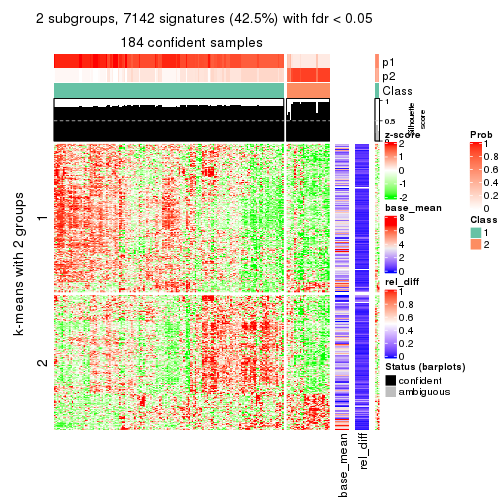 2 subgroups, 7142 signatures (42.5%) with fdr < 0.05
184 confident samples
p1
p2
Class
1
0.5
0
Silhouette
score
k-means with 2 groups
1
2
base_mean
rel_diff
z-score
2
1
0
-1
-2
base_mean
8
6
4
2
0
rel_diff
1
0.8
0.6
0.4
0.2
0
Status (barplots)
confident
ambiguous
Prob
1
0.8
0.6
0.4
0.2
0
Class
1
2